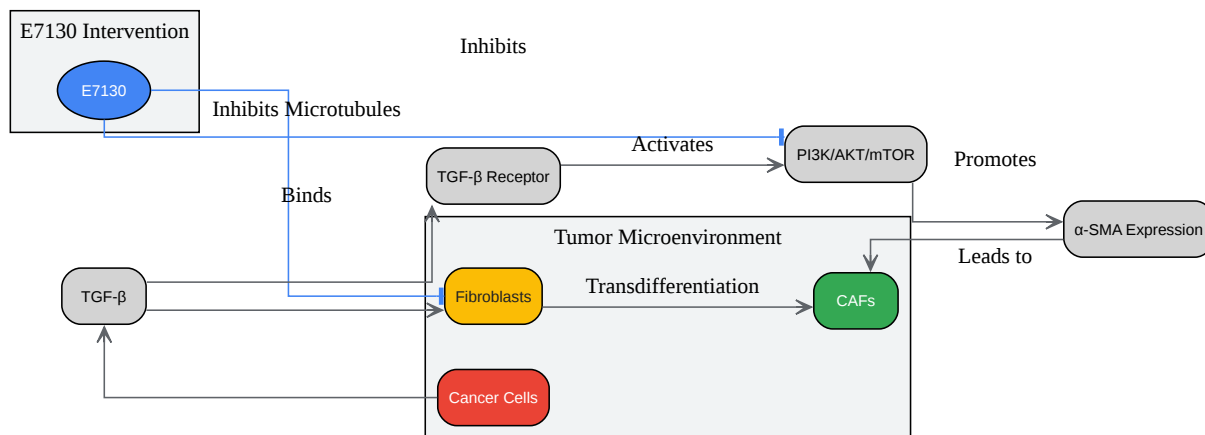 E7130 Intervention
E7130
Inhibits
Inhibits Microtubules
Activates
PI3K/AKT/mTOR
Promotes
TGF-β Receptor
Binds
α-SMA Expression
Tumor Microenvironment
Leads to
TGF-β
Fibroblasts
Transdifferentiation
CAFs
Cancer Cells